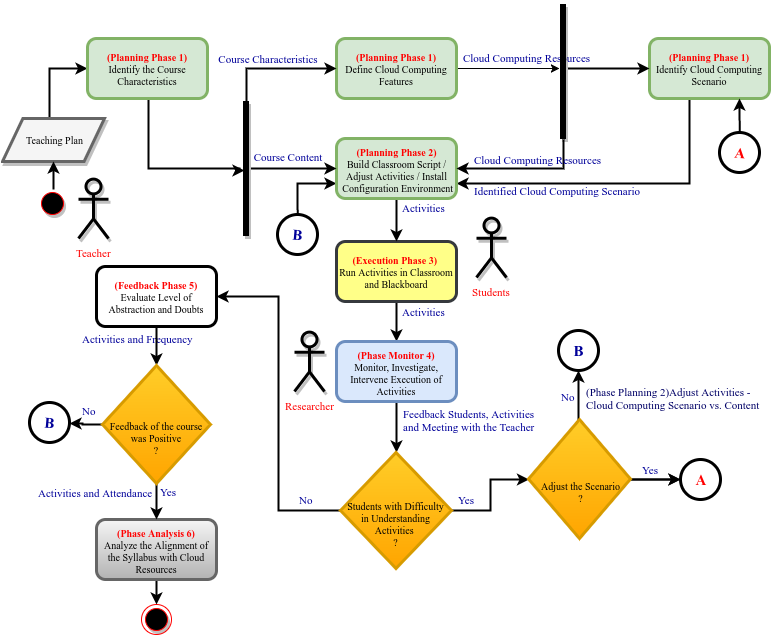 (Planning Phase 1)
Identify the Course
Characteristics
Course Characteristics
(Planning Phase 1)
Define Cloud Computing
Features
Cloud Computing Resources
(Planning Phase 1)
Identify Cloud Computing
Scenario
Teaching Plan
A
Course Content
(Planning Phase 2)
Build Classroom Script /
Adjust Activities / Install
Configuration Environment
Cloud Computing Resources
Identified Cloud Computing Scenario
B
Activities
Teacher
(Execution Phase 3)
Run Activities in Classroom
and Blackboard
Students
(Feedback Phase 5)
Evaluate Level of
Abstraction and Doubts
Activities
Activities and Frequency
(Phase Monitor 4)
Monitor, Investigate,
Intervene Execution of
Activities
Researcher
B
No
(Phase Planning 2)Adjust Activities -
Cloud Computing Scenario vs. Content
Feedback Students, Activities
and Meeting with the Teacher
B
No
Feedback of the course
was Positive
?
Activities and Attendance
Yes
No
Students with Difficulty
in Understanding
Activities
?
Yes
Adjust the Scenario
?
Yes
A
(Phase Analysis 6)
Analyze the Alignment of
the Syllabus with Cloud
Resources